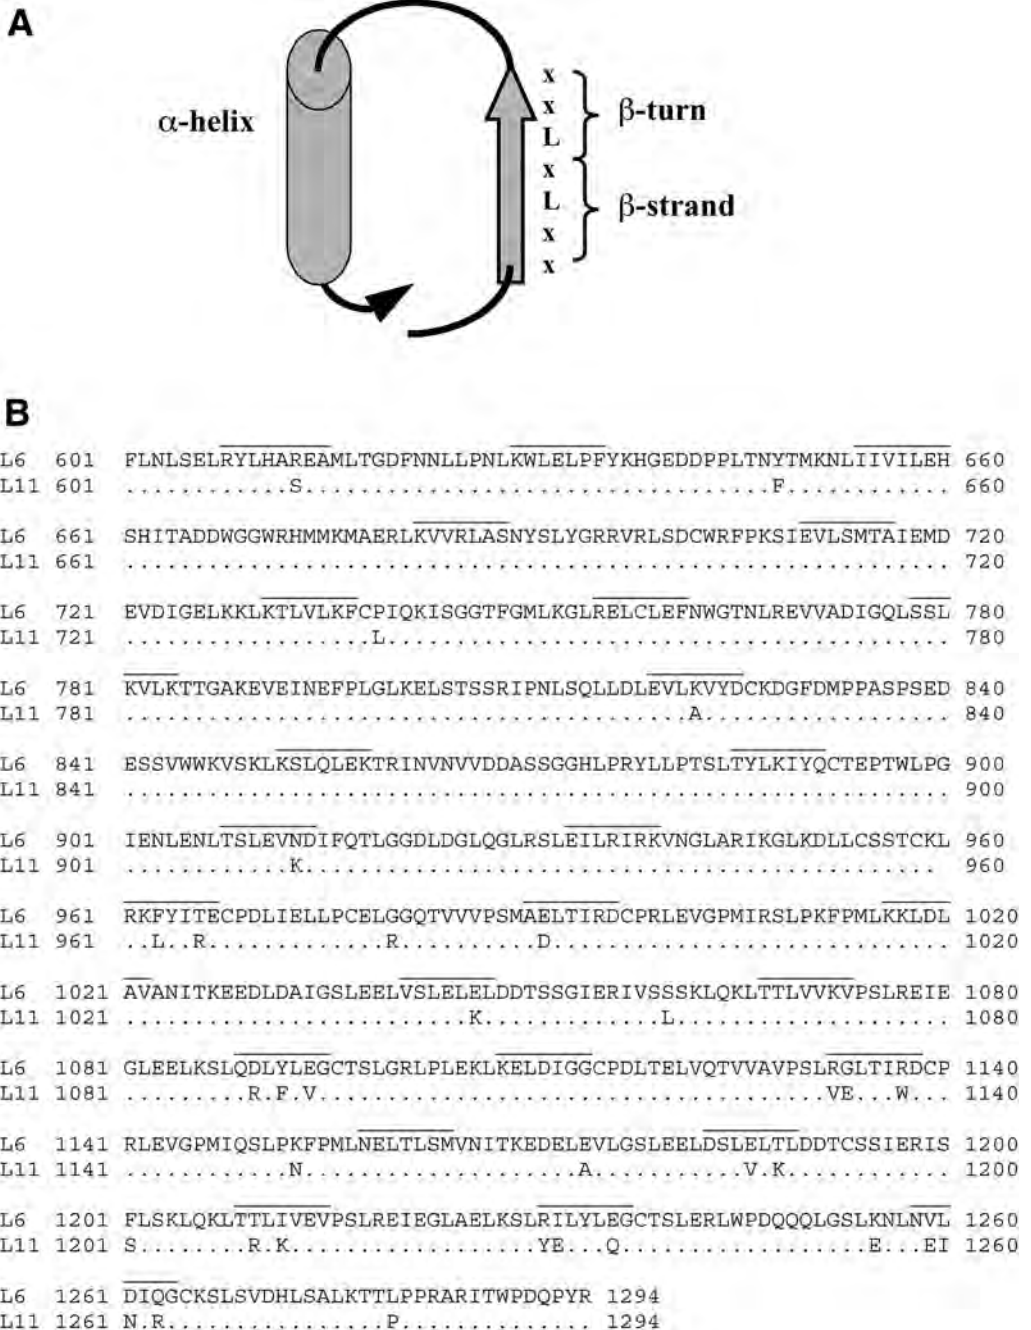 A
α-helix
x
x
L
x
L
x
x
β-turn
β-strand
B
L6 601 FLNLSELRYLHAREAMLTGDFNNLLPNLKWLELPFYKHGEDDPPLTNYTMKNLIIVILEH 660
L11 601 ............S..................................F............ 660
L6 661 SHITADDWGGWRHMMKMAERLKVVRLASNYSLYGRRVRLSDCWRFPKSIEVLSMTAIEMD 720
L11 661 ............................................................ 720
L6 721 EVDIGELKKLKTLVLKFCPIQKISGGTFGMLKGLRELCLEFNWGTNLREVVADIGQLSSL 780
L11 721 ..................L......................................... 780
L6 781 KVLKTTGAKEVEINEFPLGLKELSTSSRIPNLSQLLDLEVLKVYDCKDGFDMPPASPSED 840
L11 781 .........................................A.................. 840
L6 841 ESSVWWKVSKLKSLQLEKTRINVNVVDDASSGGHLPRYLLPTSLTYLKIYQCTEPTWLPG 900
L11 841 ............................................................ 900
L6 901 IENLENLTSLEVNDIFQTLGGDLDGLQGLRSLEILRIRKVNGLARIKGLKDLLCSSTCKL 960
L11 901 ............K.............................................. 960
L6 961 RKFYITECPDLIELLPCELGGQTVVVPSMAELTIRDCPRLEVGPMIRSLPKFPMLKKLDL 1020
L11 961 ..L..R.............R..........D............................. 1020
L6 1021 AVANITKEEDLDAIGSLEELVSLELELDDTSSGIERIVSSSKLQKLTTLVVKVPSLREIE 1080
L11 1021 .........................K.............L.................... 1080
L6 1081 GLEELKSLQDLYLEGCTSLGRLPLEKLKELDIGGCPDLTELVQTVVAVPSLRGLTIRDCP 1140
L11 1081 .........R.F.V.....................................VE...W... 1140
L6 1141 RLEVGPMIQSLPKFPMLNELTLSMVNITKEDELEVLGSLEELDSLELTLDDTCSSIERIS 1200
L11 1141 ............N....................A...........V.K............ 1200
L6 1201 FLSKLQKLTTLIVEVPSLREIEGLAELKSLRILYLEGCTSLERLWPDQQQLGSLKNLNVL 1260
L11 1201 S........R.K..................YE...Q..................E...EI 1260
L6 1261 DIQGCKSLSVDHLSALKTTLPPRARITWPDQPYR 1294
L11 1261 N.R................P.............. 1294